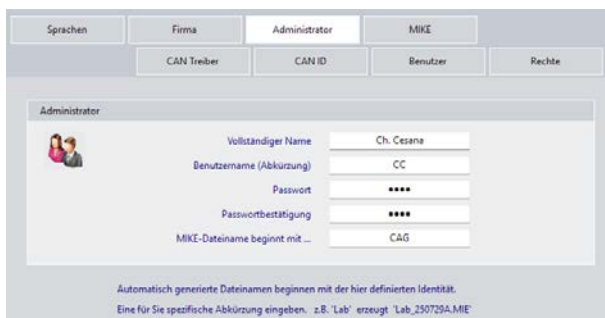 Sprachen Firma Administrator MIKE
CAN Treiber CAN ID Benutzer Rechte
Administrator
Vollständiger Name Ch. Cesana
Benutzername (Abkürzung) CC
Passwort ••••
Passwortbestätigung ••••
MIKE-Dateiname beginnt mit ... CAG
Automatisch generierte Dateinamen beginnen mit der hier definierten Identität.
Eine für Sie spezifische Abkürzung eingeben. z.B. 'Lab' erzeugt 'Lab_250729A.MIE'